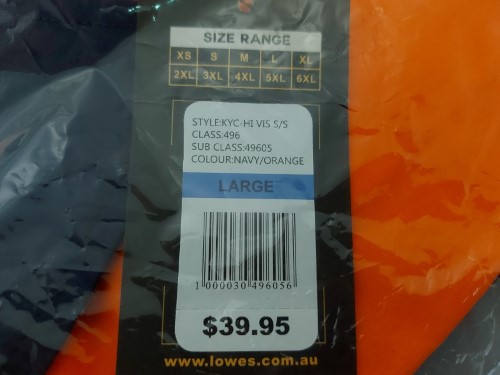 SIZE RANGE
XS S M L XL
2XL 3XL 4XL 5XL 6XL
STYLE:KYC-HI VIS S/S
CLASS:496
SUB CLASS:49605
COLOUR:NAVY/ORANGE
LARGE
1 000030 496056
$39.95
www.lowes.com.au